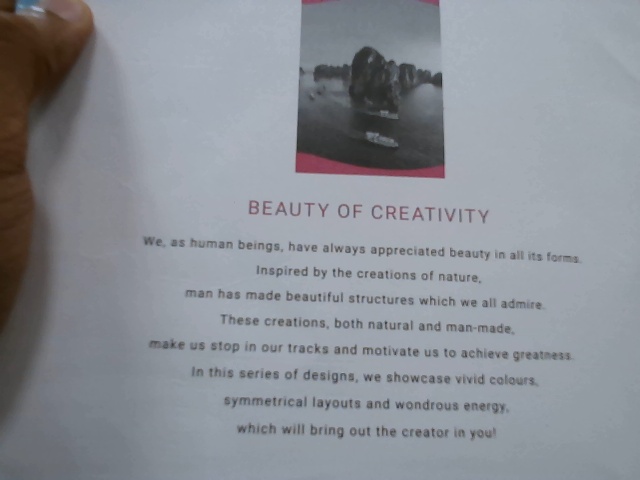 BEAUTY OF CREATIVITY
We, as human beings, have always appreciated beauty in all its forms.
Inspired by the creations of nature,
man has made beautiful structures which we all admire.
These creations, both natural and man-made,
make us stop in our tracks and motivate us to achieve greatness.
In this series of designs, we showcase vivid colours,
symmetrical layouts and wondrous energy,
which will bring out the creator in you!